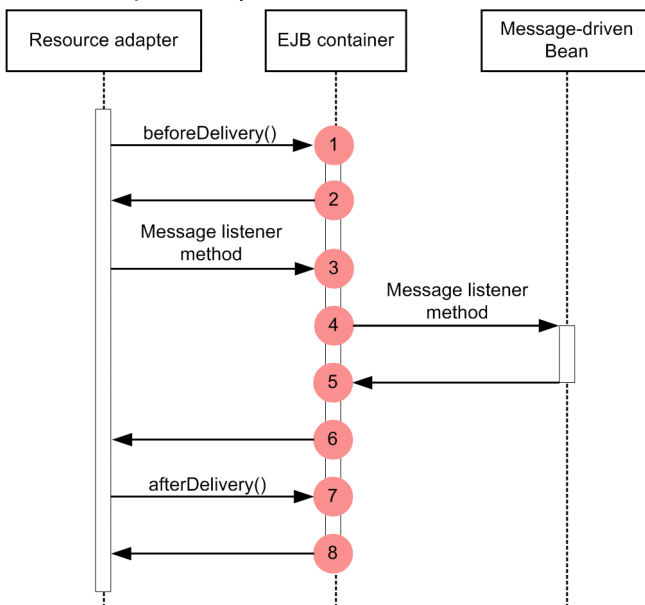 Resource adapter
EJB container
Message-driven
Bean
beforeDelivery()
1
2
Message listener
method
3
Message listener
method
4
5
6
afterDelivery()
7
8